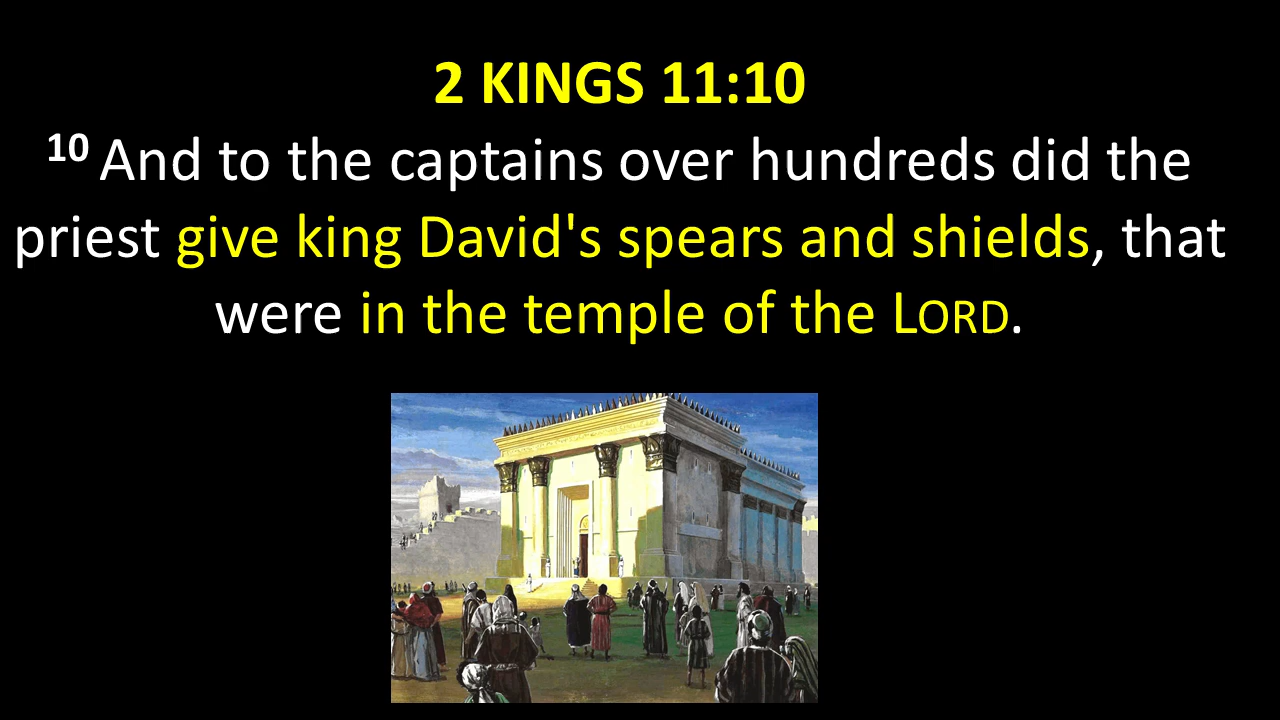 2 KINGS 11:10
10 And to the captains over hundreds did the
priest give king David's spears and shields, that
were in the temple of the LORD.